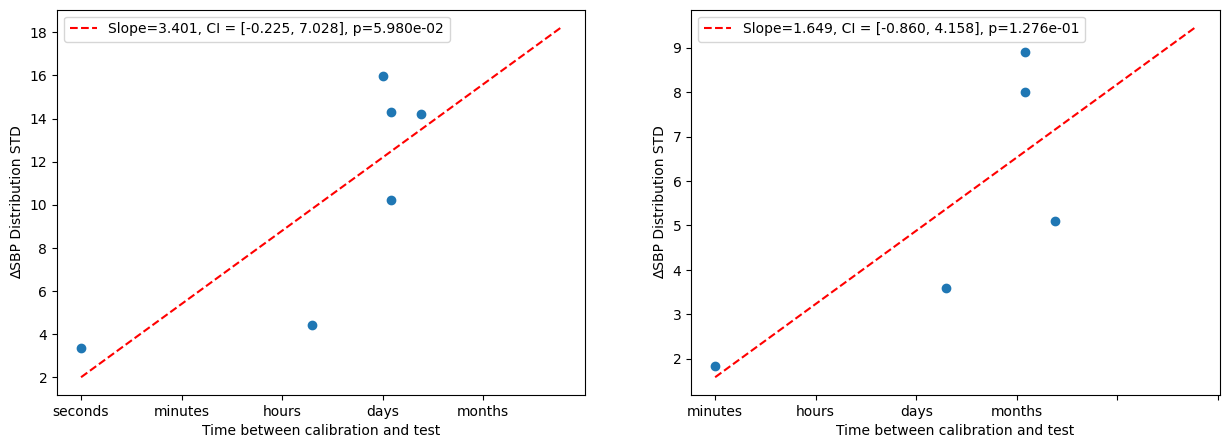 Slope=3.401, CI = [-0.225, 7.028], p=5.980e-02
18
16
14
12
10
8
6
4
2
ΔSBP Distribution STD
seconds minutes hours days months
Time between calibration and test
Slope=1.649, CI = [-0.860, 4.158], p=1.276e-01
9
8
7
6
5
4
3
2
ΔSBP Distribution STD
minutes hours days months
Time between calibration and test